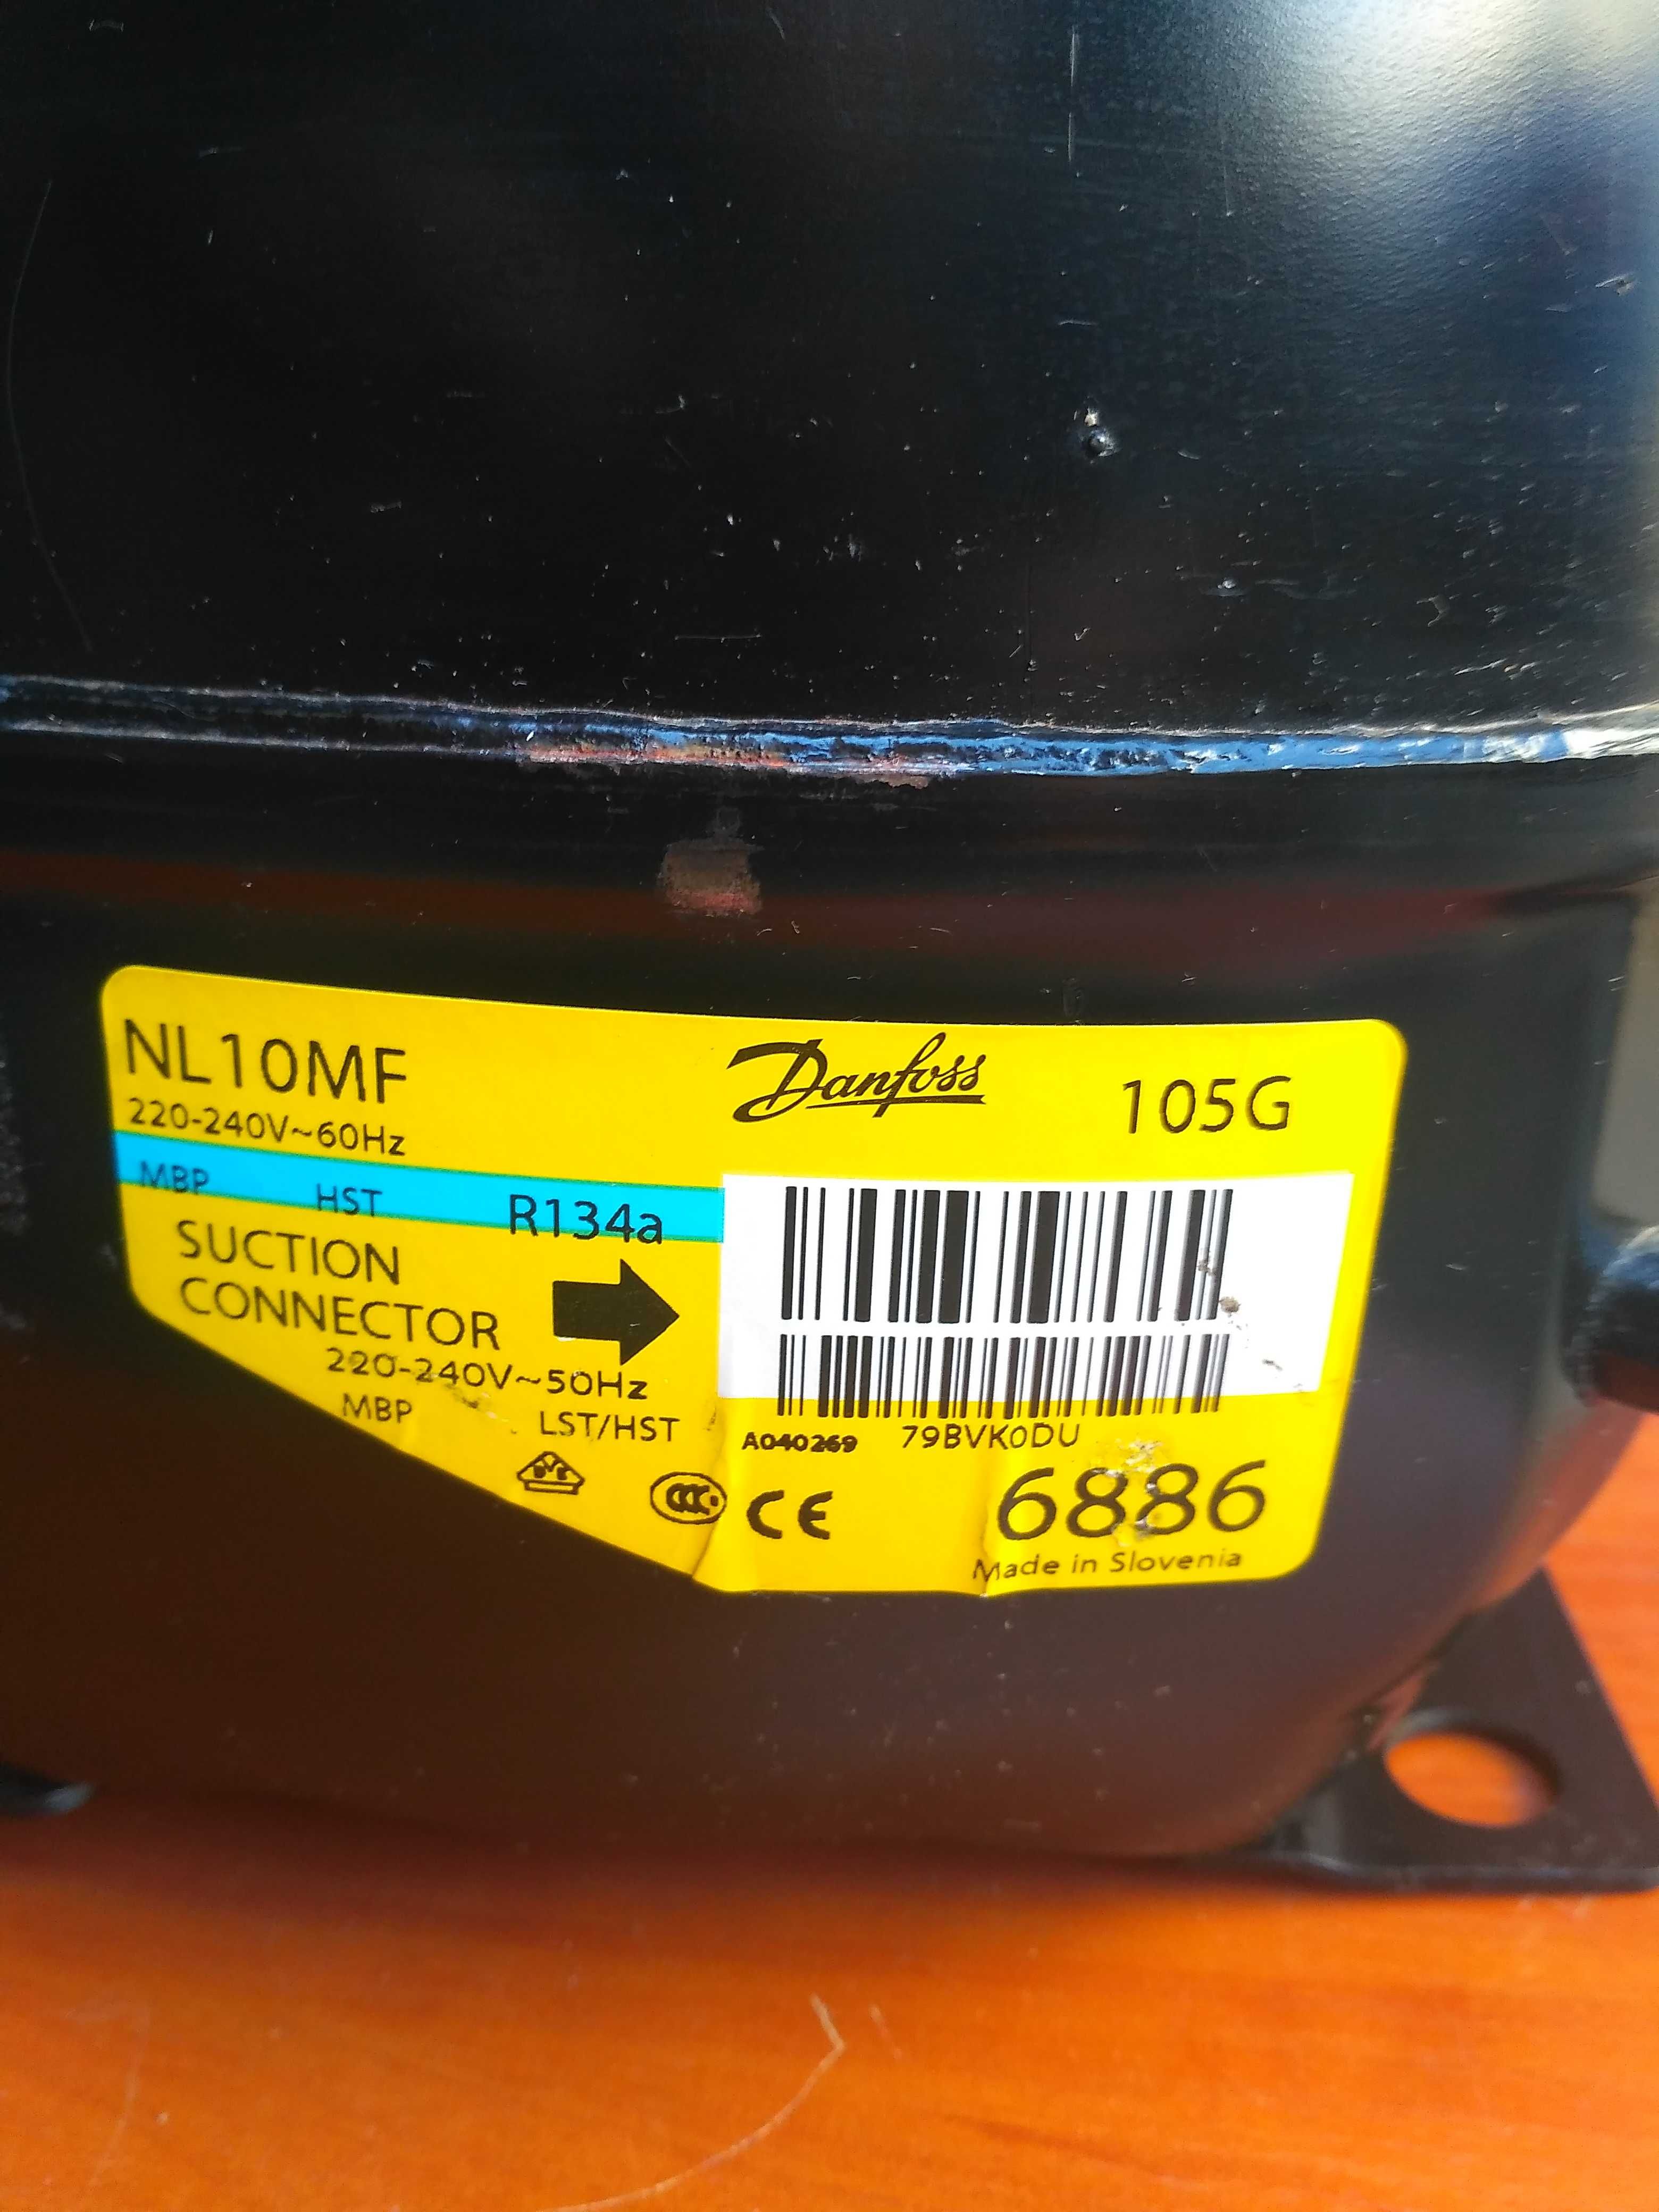 NL10MF
220-240V~60Hz
Danfoss
105G
MBP HST R134a
SUCTION
CONNECTOR
220-240V~50Hz
MBP LST/HST
A040269 79BVK0DU
CCC
CE
6886
Made in Slovenia